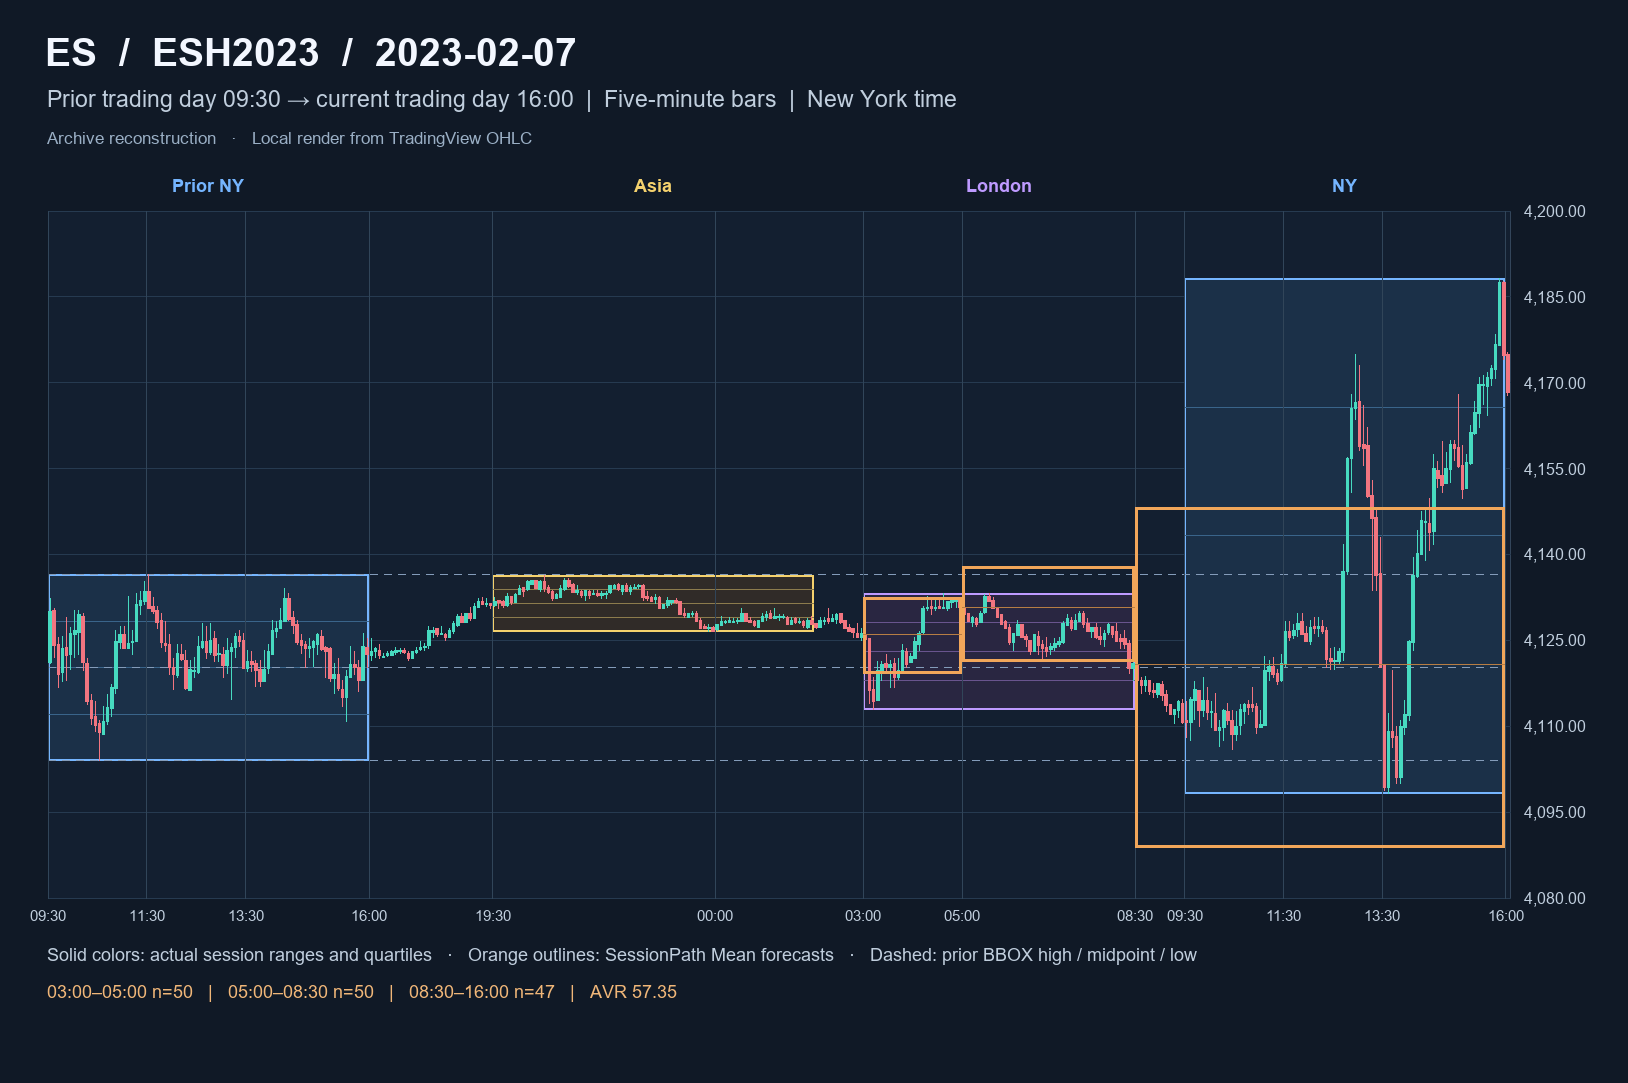 ES / ESH2023 / 2023-02-07
Prior trading day 09:30 → current trading day 16:00 | Five-minute bars | New York time
Archive reconstruction · Local render from TradingView OHLC
Prior NY Asia London NY
4,200.00
4,185.00
4,170.00
4,155.00
4,140.00
4,125.00
4,110.00
4,095.00
4,080.00
09:30 11:30 13:30 16:00 19:30 00:00 03:00 05:00 08:30 09:30 11:30 13:30 16:00
Solid colors: actual session ranges and quartiles · Orange outlines: SessionPath Mean forecasts · Dashed: prior BBOX high / midpoint / low
03:00–05:00 n=50 | 05:00–08:30 n=50 | 08:30–16:00 n=47 | AVR 57.35